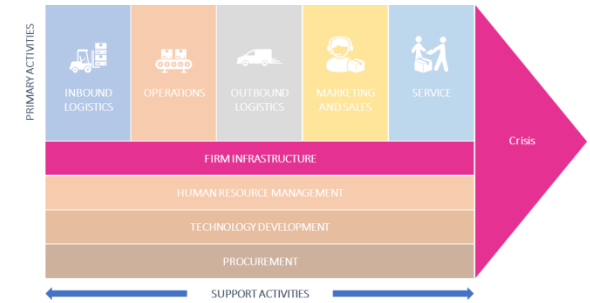 PRIMARY ACTIVITIES
INBOUND
LOGISTICS
OPERATIONS
OUTBOUND
LOGISTICS
MARKETING
AND SALES
SERVICE
Crisis
FIRM INFRASTRUCTURE
HUMAN RESOURCE MANAGEMENT
TECHNOLOGY DEVELOPMENT
PROCUREMENT
SUPPORT ACTIVITIES